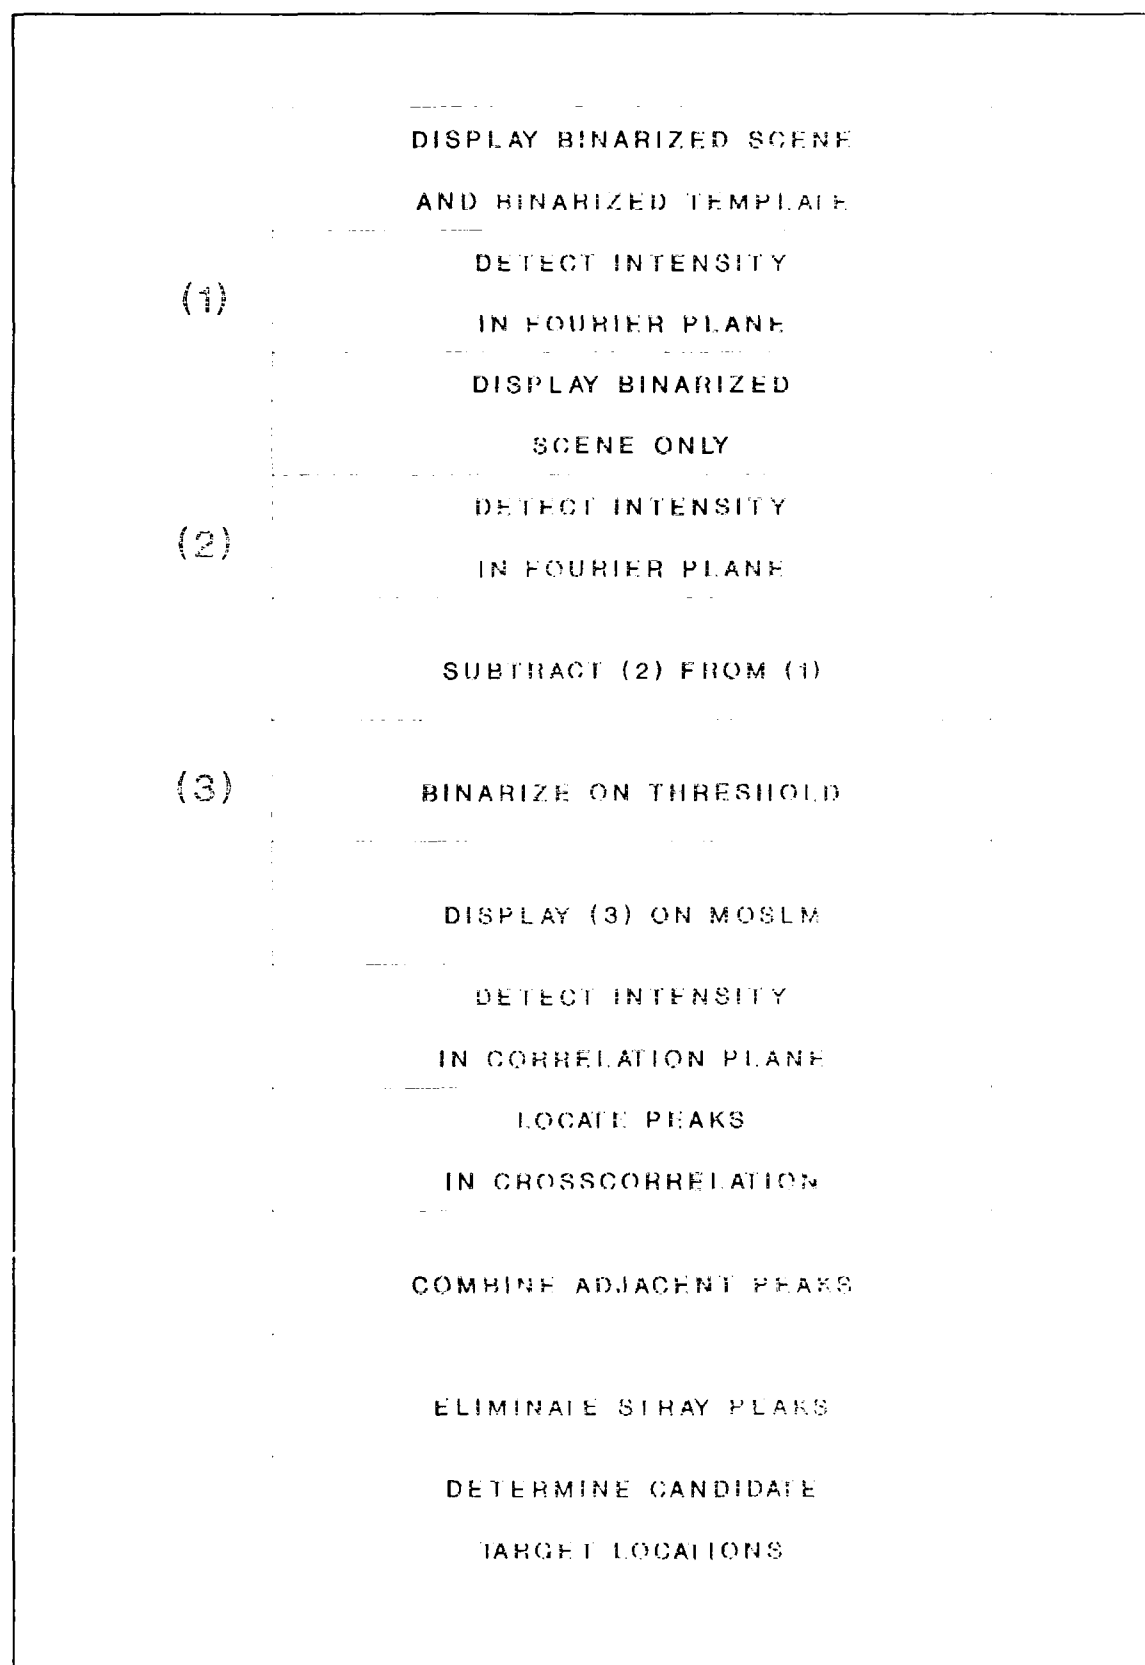 DISPLAY BINARIZED SCENE
AND BINARIZED TEMPLATE
DETECT INTENSITY
(1)
IN FOURIER PLANE
DISPLAY BINARIZED
SCENE ONLY
DETECT INTENSITY
(2)
IN FOURIER PLANE
SUBTRACT (2) FROM (1)
(3) BINARIZE ON THRESHOLD
DISPLAY (3) ON MOSLM
DETECT INTENSITY
IN CORRELATION PLANE
LOCATE PEAKS
IN CROSSCORRELATION
COMBINE ADJACENT PEAKS
ELIMINATE STRAY PEAKS
DETERMINE CANDIDATE
TARGET LOCATIONS